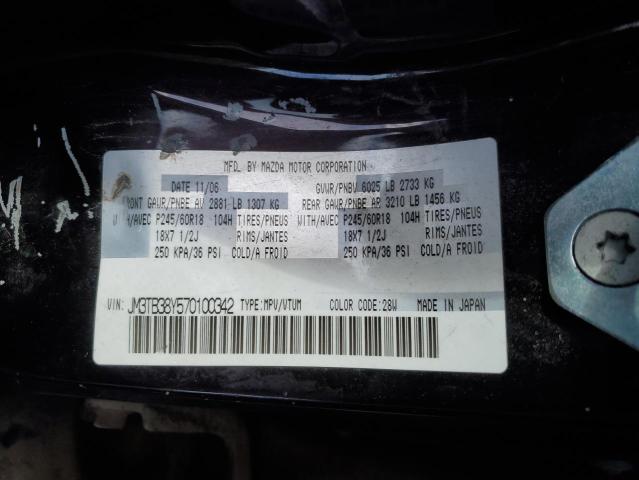 MFD. BY MAZDA MOTOR CORPORATION
DATE 11/06 GVWR/PNBV 6025 LB 2733 KG
FRONT GAWR/PNBE AV 2881 LB 1307 KG REAR GAWR/PNBE AR 3210 LB 1456 KG
WITH/AVEC P245/60R18 104H TIRES/PNEUS WITH/AVEC P245/60R18 104H TIRES/PNEUS
18X7 1/2J RIMS/JANTES 18X7 1/2J RIMS/JANTES
250 KPA/36 PSI COLD/A FROID 250 KPA/36 PSI COLD/A FROID
VIN: JM3TB38Y570100342 TYPE:MPV/VTUM COLOR CODE:28W MADE IN JAPAN